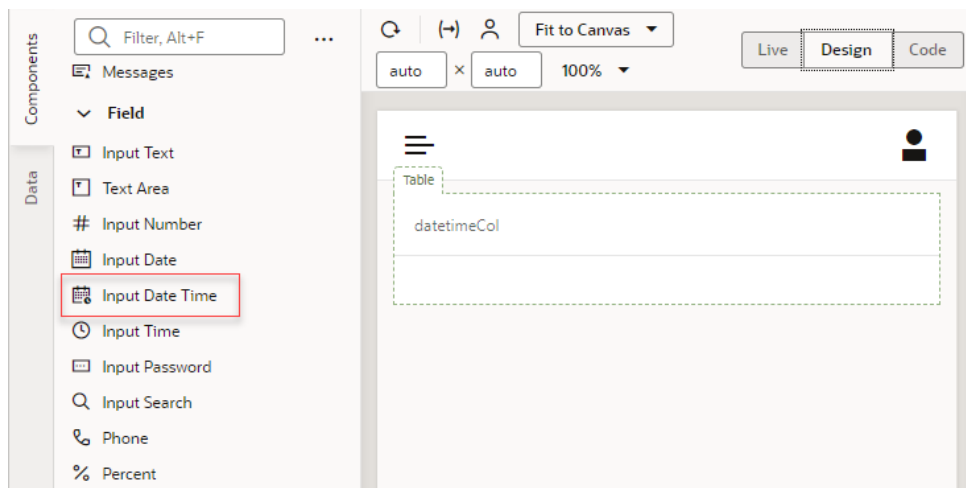 Components
Data
Filter, Alt+F
...
Messages
Field
Input Text
Text Area
Input Number
Input Date
Input Date Time
Input Time
Input Password
Input Search
Phone
Percent
Fit to Canvas
Live Design Code
auto × auto 100%
Table
datetimeCol